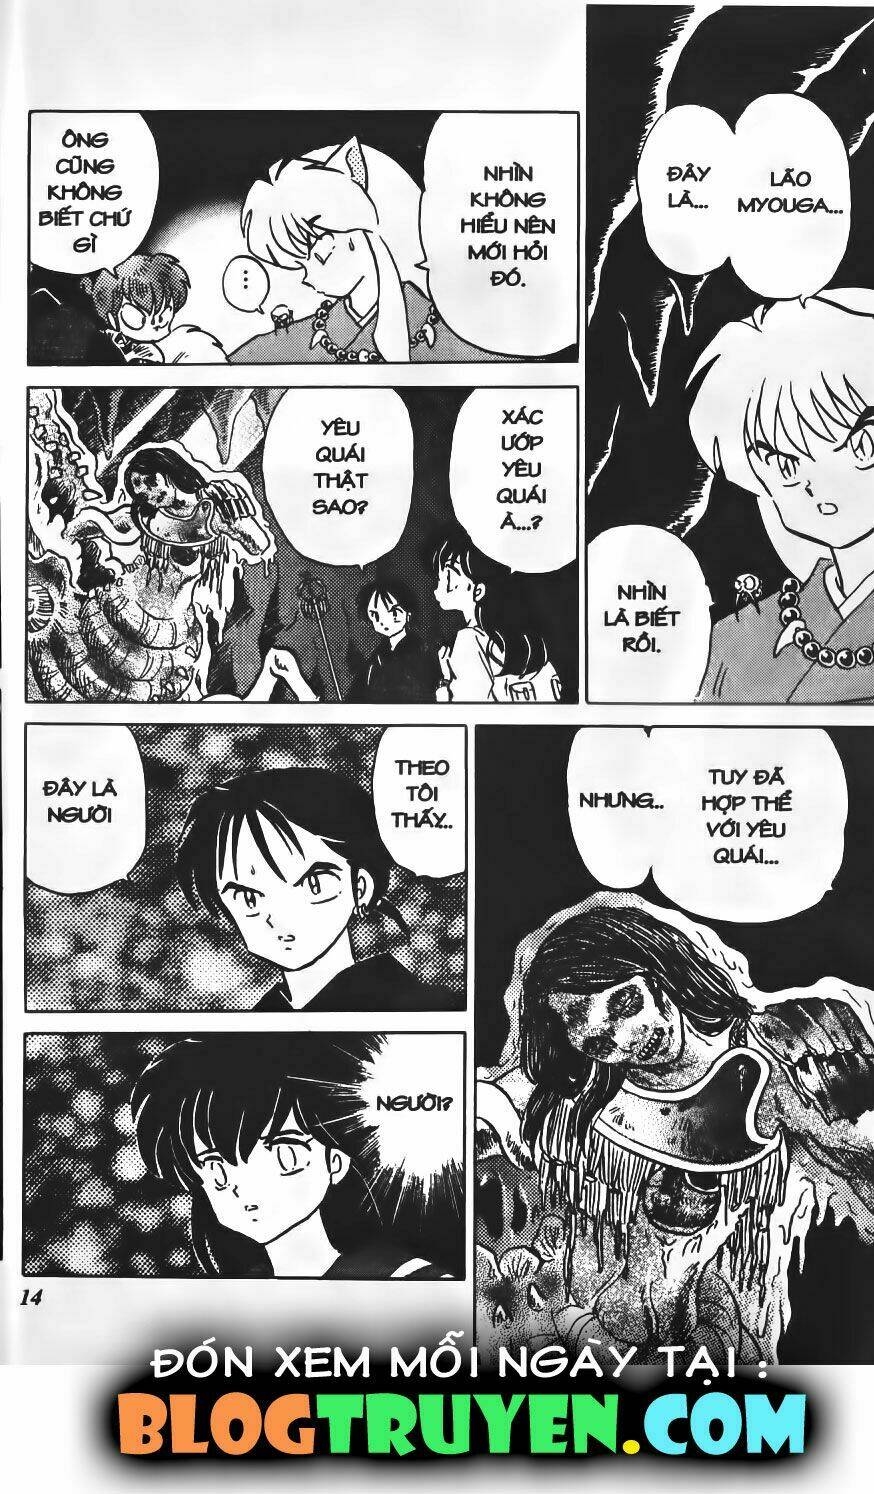 LÃO
MYOUGA...
ĐÂY
LÀ...
NHÌN
LÀ BIẾT
RỒI.
NHÌN
KHÔNG
HIỂU NÊN
MỚI HỎI
ĐÓ.
...
ÔNG
CŨNG
KHÔNG
BIẾT CHỨ
GÌ
XÁC
ƯỚP
YÊU
QUÁI
À...?
YÊU
QUÁI
THẬT
SAO?
TUY ĐÃ
HỢP THỂ
VỚI YÊU
QUÁI...
NHƯNG...
THEO
TÔI
THẤY...
ĐÂY LÀ
NGƯỜI
NGƯỜI?
14
ĐÓN XEM MỖI NGÀY TẠI :
BLOGTRUYEN.COM